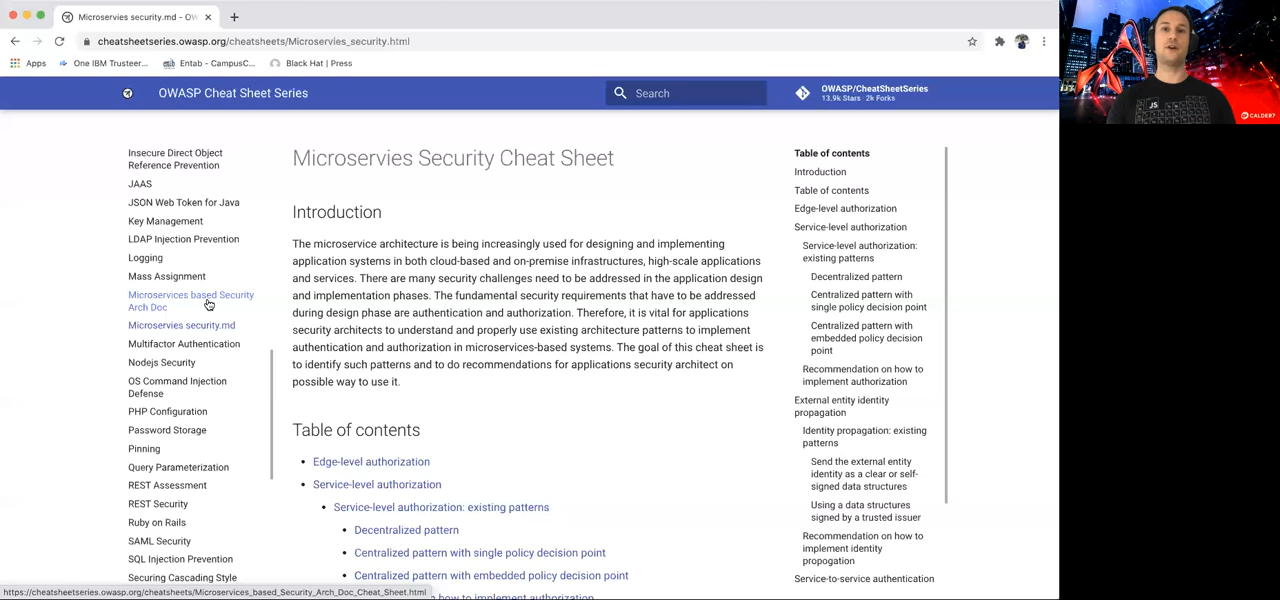 Microservies security.md - OW
cheatsheetseries.owasp.org/cheatsheets/Microservies_security.html
Apps
One IBM Trusteer...
Entab - CampusC...
Black Hat | Press
OWASP Cheat Sheet Series
Search
OWASP/CheatSheetSeries
13.9k Stars · 2k Forks
Insecure Direct Object
Reference Prevention
JAAS
JSON Web Token for Java
Key Management
LDAP Injection Prevention
Logging
Mass Assignment
Microservices based Security
Arch Doc
Microservies security.md
Multifactor Authentication
Nodejs Security
OS Command Injection
Defense
PHP Configuration
Password Storage
Pinning
Query Parameterization
REST Assessment
REST Security
Ruby on Rails
SAML Security
SQL Injection Prevention
Securing Cascading Style
Microservies Security Cheat Sheet
Introduction
The microservice architecture is being increasingly used for designing and implementing
application systems in both cloud-based and on-premise infrastructures, high-scale applications
and services. There are many security challenges need to be addressed in the application design
and implementation phases. The fundamental security requirements that have to be addressed
during design phase are authentication and authorization. Therefore, it is vital for applications
security architects to understand and properly use existing architecture patterns to implement
authentication and authorization in microservices-based systems. The goal of this cheat sheet is
to identify such patterns and to do recommendations for applications security architect on
possible way to use it.
Table of contents
• Edge-level authorization
• Service-level authorization
• Service-level authorization: existing patterns
• Decentralized pattern
• Centralized pattern with single policy decision point
• Centralized pattern with embedded policy decision point
how to implement authorization
Table of contents
Introduction
Table of contents
Edge-level authorization
Service-level authorization
Service-level authorization:
existing patterns
Decentralized pattern
Centralized pattern with
single policy decision point
Centralized pattern with
embedded policy decision
point
Recommendation on how to
implement authorization
External entity identity
propagation
Identity propagation: existing
patterns
Send the external entity
identity as a clear or self-
signed data structures
Using a data structures
signed by a trusted issuer
Recommendation on how to
implement identity
propogation
Service-to-service authentication
https://cheatsheetseries.owasp.org/cheatsheets/Microservices_based_Security_Arch_Doc_Cheat_Sheet.html
JS
CALDER7